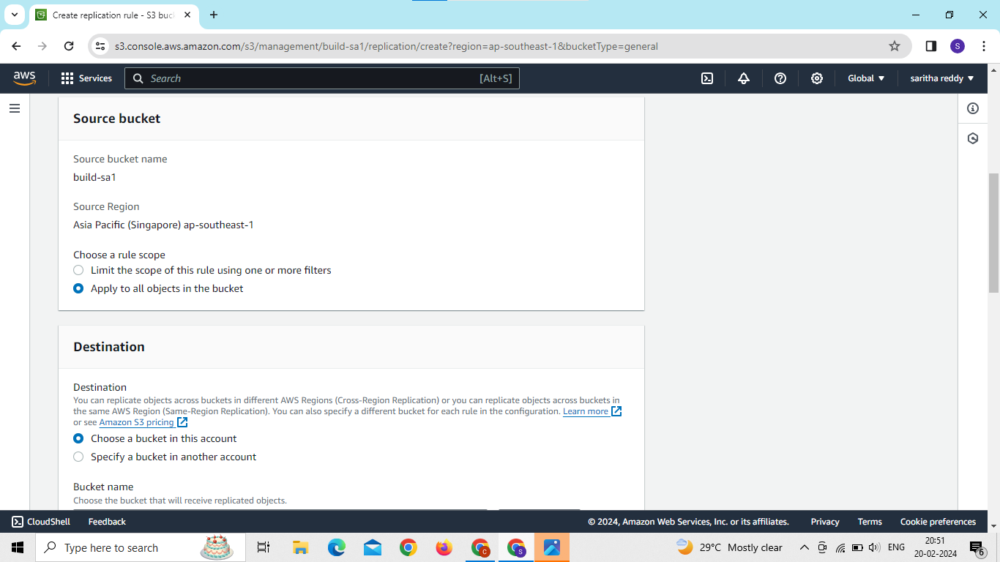 Create replication rule - S3 buc
s3.console.aws.amazon.com/s3/management/build-sa1/replication/create?region=ap-southeast-1&bucketType=general
S
aws
Services
Search
[Alt+S]
Global
saritha reddy
Source bucket
Source bucket name
build-sa1
Source Region
Asia Pacific (Singapore) ap-southeast-1
Choose a rule scope
Limit the scope of this rule using one or more filters
Apply to all objects in the bucket
Destination
Destination
You can replicate objects across buckets in different AWS Regions (Cross-Region Replication) or you can replicate objects across buckets in
the same AWS Region (Same-Region Replication). You can also specify a different bucket for each rule in the configuration. Learn more
or see Amazon S3 pricing
Choose a bucket in this account
Specify a bucket in another account
Bucket name
Choose the bucket that will receive replicated objects.
CloudShell
Feedback
© 2024, Amazon Web Services, Inc. or its affiliates.
Privacy
Terms
Cookie preferences
Type here to search
C
S
29°C Mostly clear
ENG
20:51
20-02-2024
6